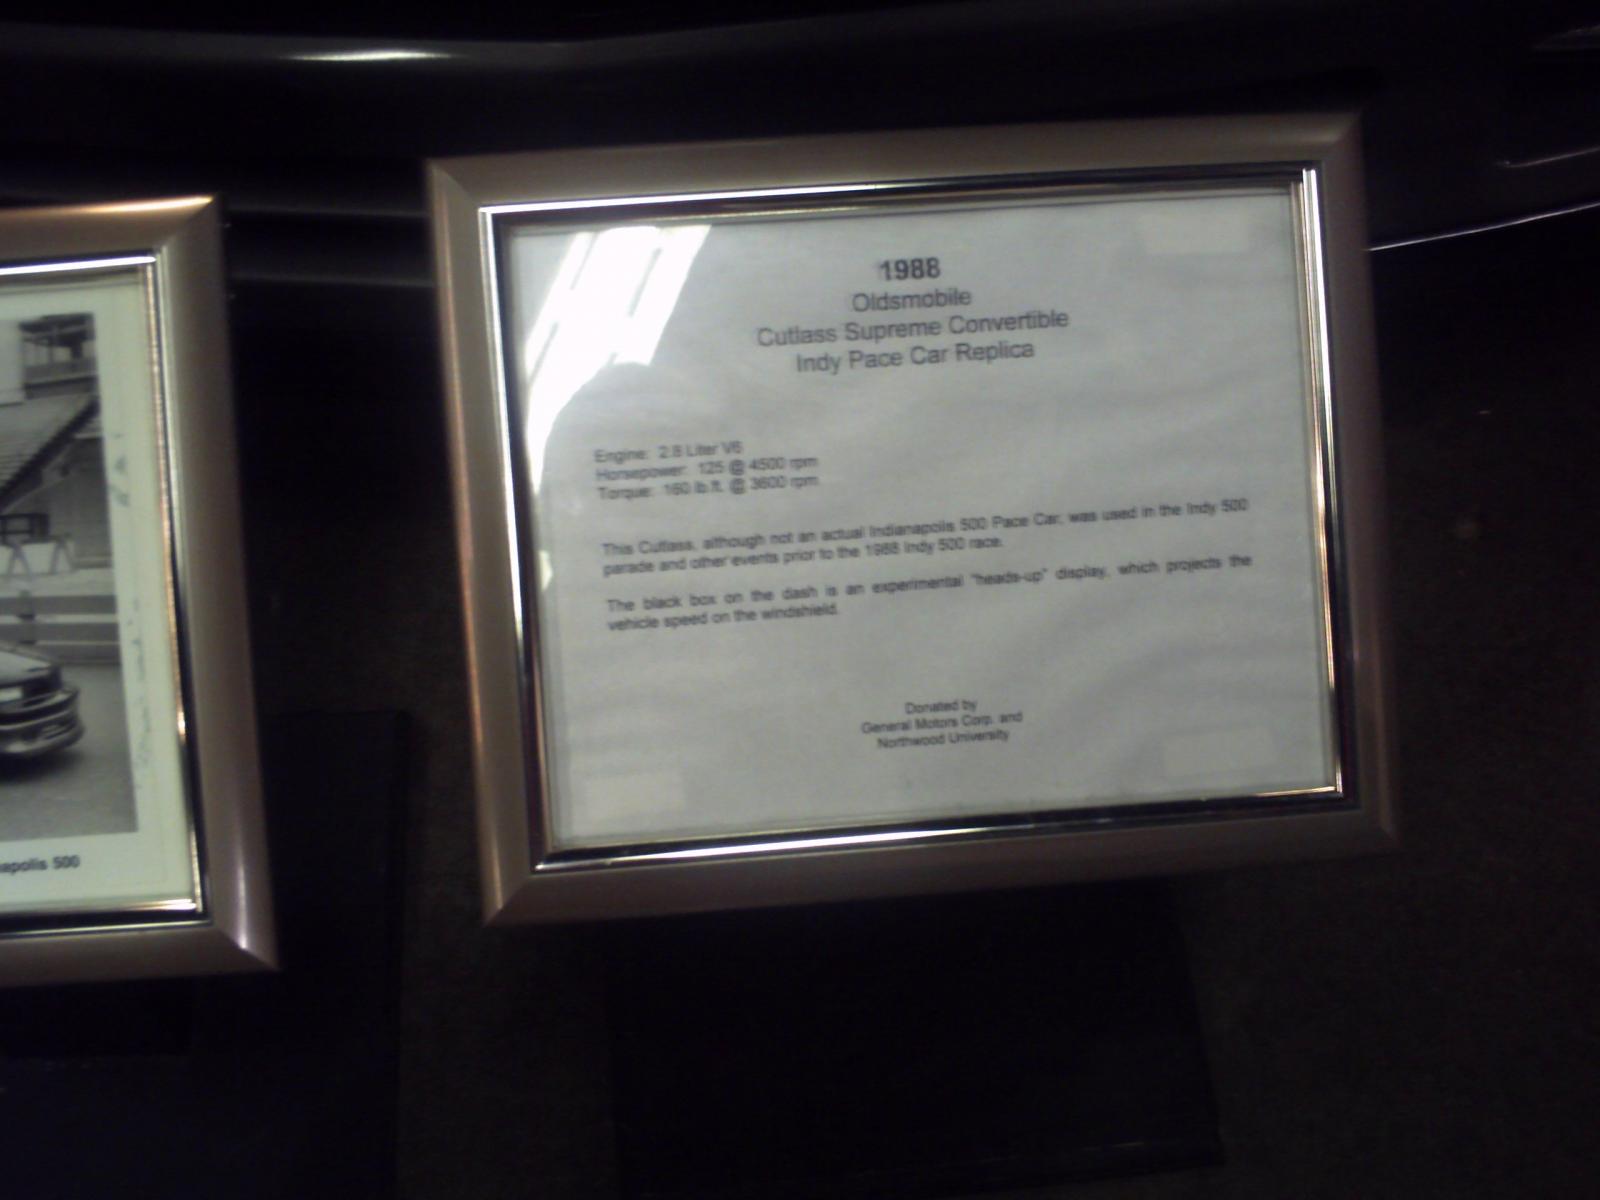 1988
Oldsmobile
Cutlass Supreme Convertible
Indy Pace Car Replica
Engine: 2.8 Liter V6
Horsepower: 125 @ 4500 rpm
Torque: 160 lb.ft. @ 3600 rpm
This Cutlass, although not an actual Indianapolis 500 Pace Car, was used in the Indy 500
parade and other events prior to the 1988 Indy 500 race.
The black box on the dash is an experimental "heads-up" display, which projects the
vehicle speed on the windshield.
Donated by
General Motors Corp. and
Northwood University
napolis 500